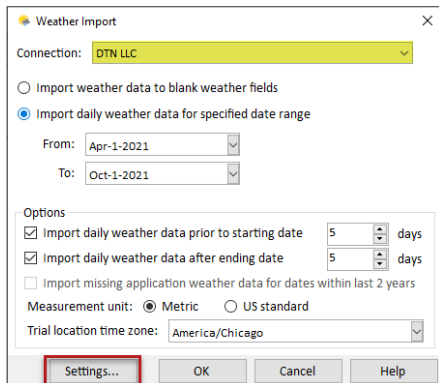 Weather Import
Connection: DTN LLC
Import weather data to blank weather fields
Import daily weather data for specified date range
From: Apr-1-2021
To: Oct-1-2021
Options
Import daily weather data prior to starting date 5 days
Import daily weather data after ending date 5 days
Import missing application weather data for dates within last 2 years
Measurement unit: Metric US standard
Trial location time zone: America/Chicago
Settings... OK Cancel Help